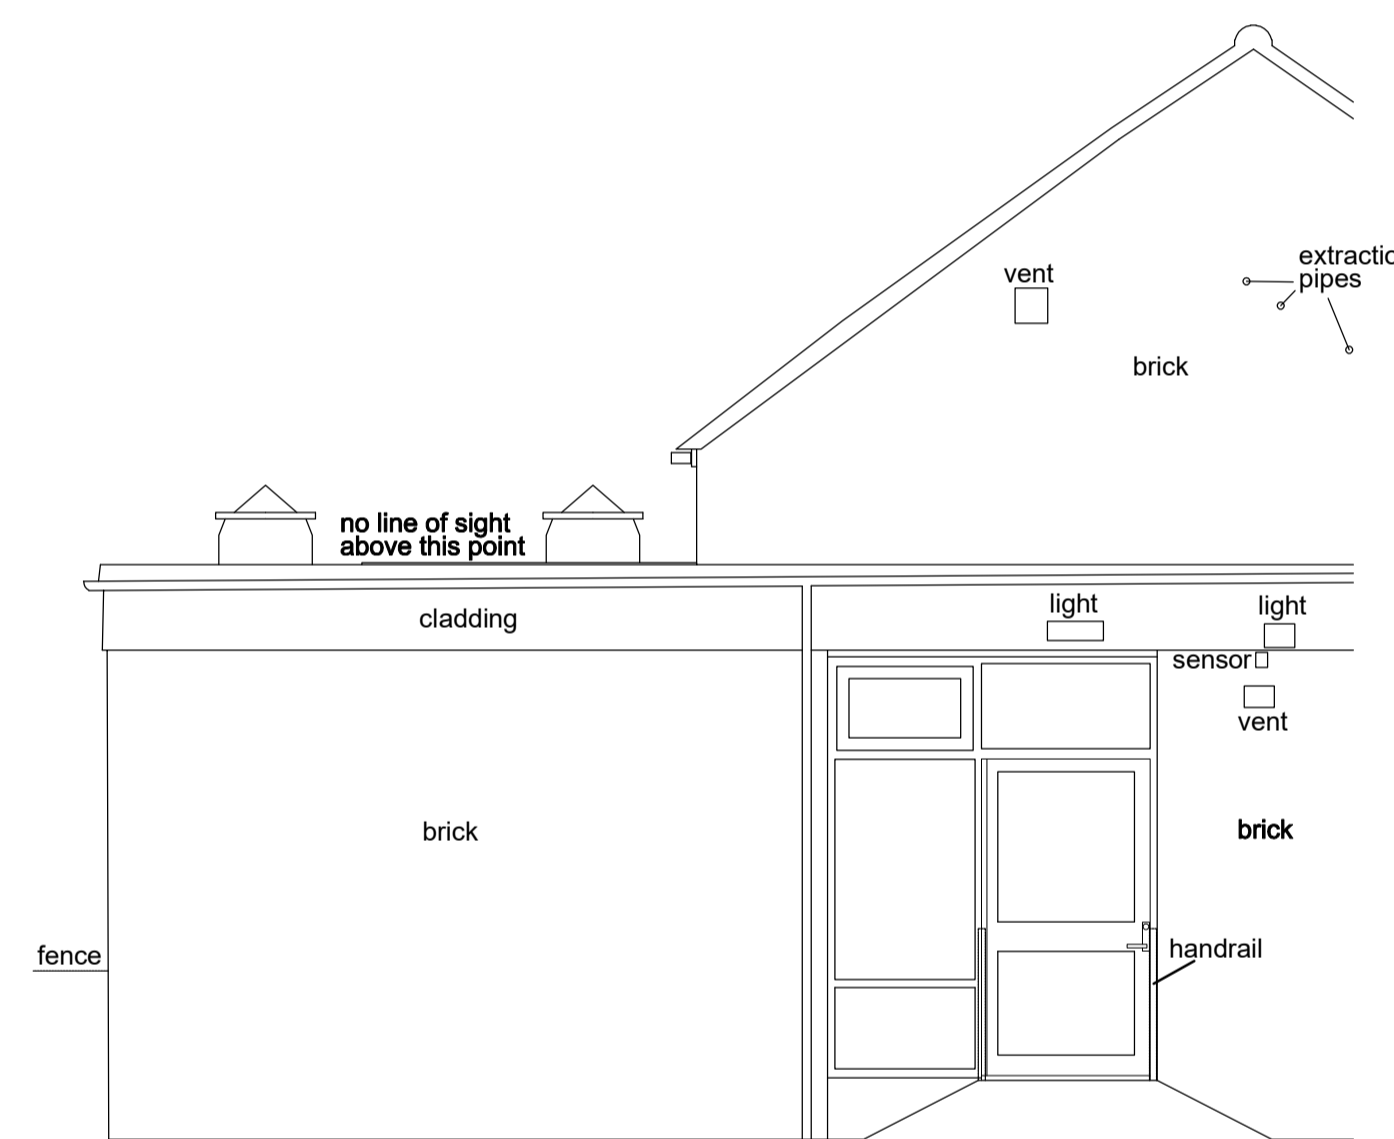 extractic
pipes
vent
brick
no line of sight
above this point
light
light
cladding
sensor
vent
brick
brick
fence
handrail